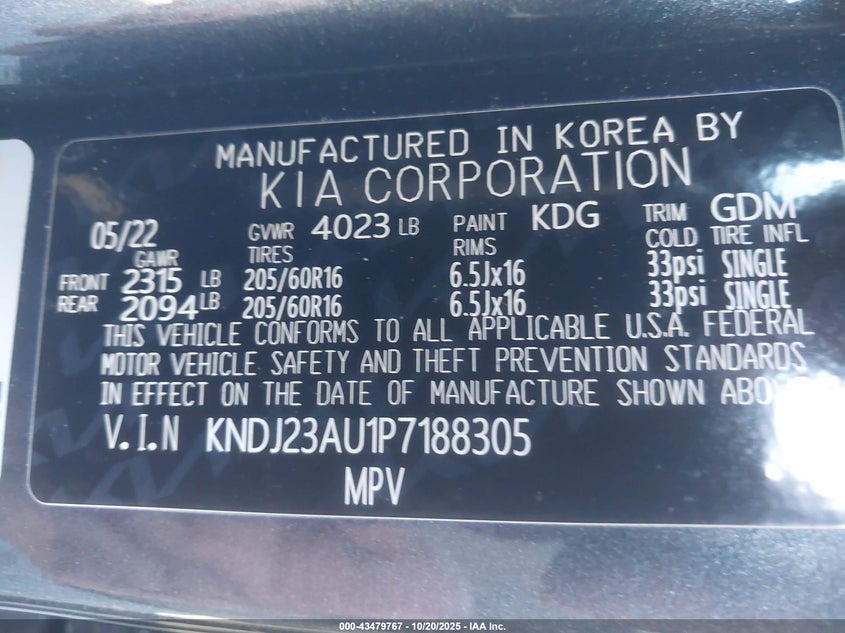 MANUFACTURED IN KOREA BY
KIA CORPORATION
05/22 GVWR 4023 LB PAINT KDG TRIM GDM
GAWR TIRES RIMS COLD TIRE INFL
FRONT 2315 LB 205/60R16 6.5Jx16 33psi SINGLE
REAR 2094 LB 205/60R16 6.5Jx16 33psi SINGLE
THIS VEHICLE CONFORMS TO ALL APPLICABLE U.S.A. FEDERAL
MOTOR VEHICLE SAFETY AND THEFT PREVENTION STANDARDS
IN EFFECT ON THE DATE OF MANUFACTURE SHOWN ABO
V.I.N KNDJ23AU1P7188305
MPV
000-43479767 - 10/20/2025 - IAA Inc.